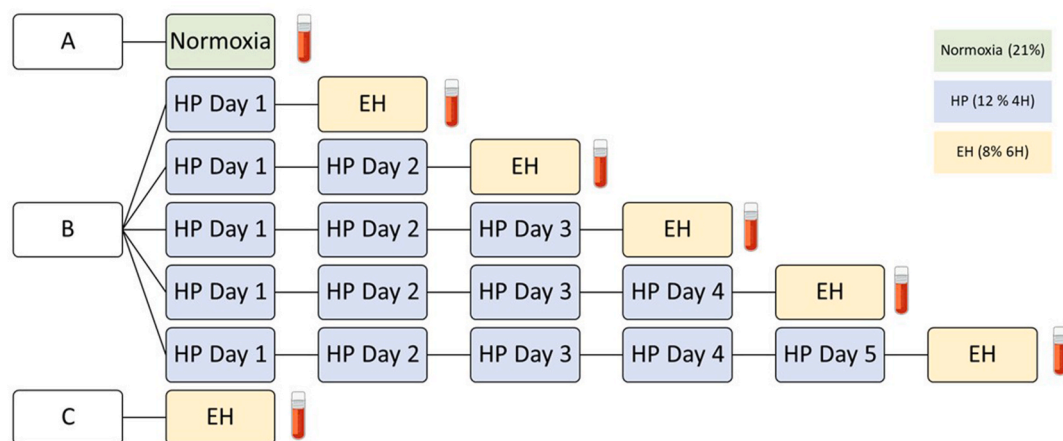 A
Normoxia
HP Day 1
EH
HP Day 1
HP Day 2
EH
B
HP Day 1
HP Day 2
HP Day 3
EH
HP Day 1
HP Day 2
HP Day 3
HP Day 4
EH
HP Day 1
HP Day 2
HP Day 3
HP Day 4
HP Day 5
EH
C
EH
Normoxia (21%)
HP (12 % 4H)
EH (8% 6H)